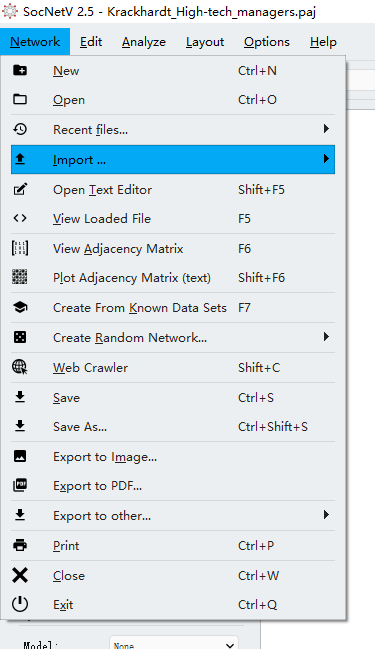 SocNetV 2.5 - Krackhardt_High-tech_managers.paj
Network Edit Analyze Layout Options Help
New Ctrl+N
Open Ctrl+O
Recent files...
Import ...
Open Text Editor Shift+F5
View Loaded File F5
View Adjacency Matrix F6
Plot Adjacency Matrix (text) Shift+F6
Create From Known Data Sets F7
Create Random Network...
Web Crawler Shift+C
Save Ctrl+S
Save As... Ctrl+Shift+S
Export to Image...
PDF Export to PDF...
Export to other...
Print Ctrl+P
Close Ctrl+W
Exit Ctrl+Q
Model: None